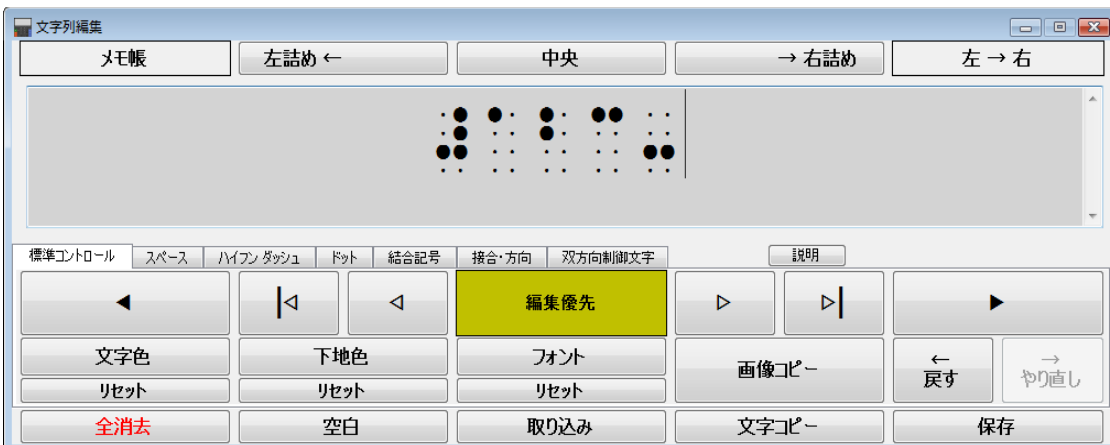 文字列編集
メモ帳 左詰め ← 中央 → 右詰め 左 → 右
⠼⠁⠃⠉⠤
標準コントロール スペース ハイフン ダッシュ ドット 結合記号 接合・方向 双方向制御文字 説明
◀ |◁ ◁ 編集優先 ▷ ▷| ▶
文字色 下地色 フォント 画像コピー ← 戻す → やり直し
リセット リセット リセット
全消去 空白 取り込み 文字コピー 保存